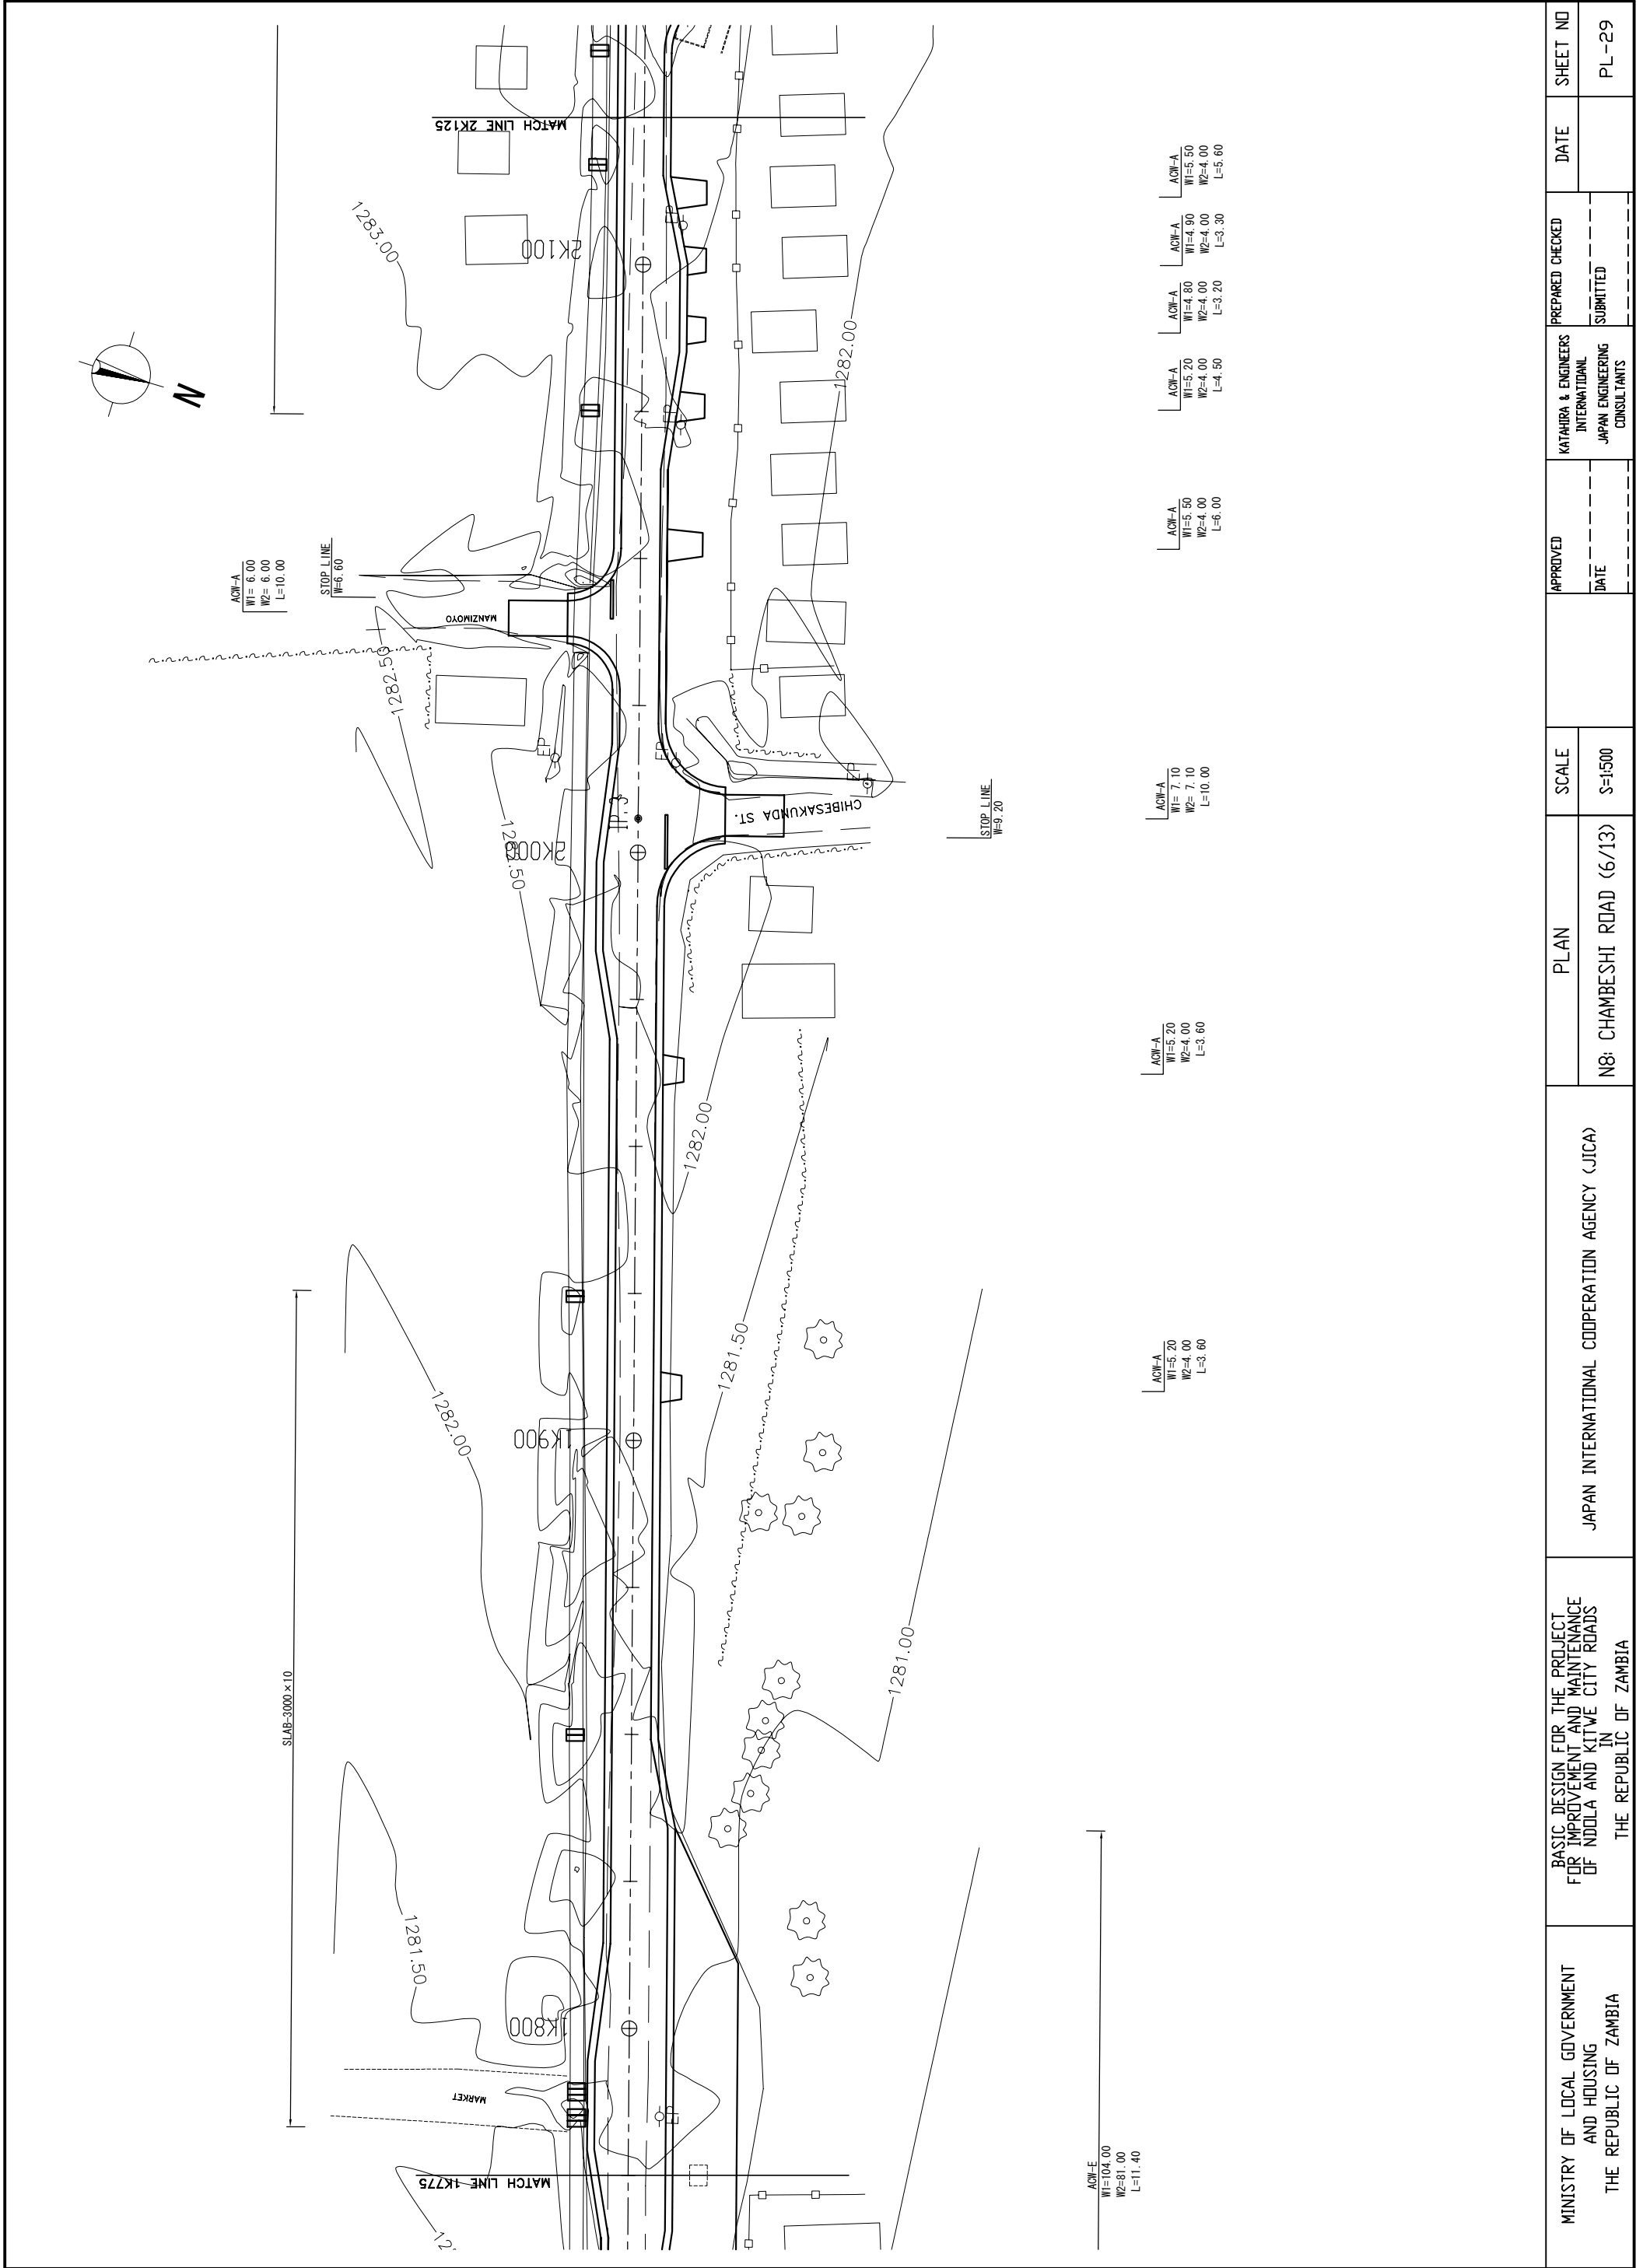 MATCH LINE 2K125
1283.00
2K100
N
1282.00
ACW-A
W1=5.50
W2=4.00
L=5.60
ACW-A
W1=4.90
W2=4.00
L=3.30
ACW-A
W1=4.80
W2=4.00
L=3.20
ACW-A
W1=5.20
W2=4.00
L=4.50
ACW-A
W1=5.50
W2=4.00
L=6.00
EP
EP
ACW-A
W1= 6.00
W2= 6.00
L=10.00
STOP LINE
W=6.60
MANZIMOYO
1282.50
EP
EP
EP
IP.3
2K000
1282.50
CHIBESAKUNDA ST.
STOP LINE
W=9.20
ACW-A
W1= 7.10
W2= 7.10
L=10.00
ACW-A
W1=5.20
W2=4.00
L=3.60
1282.00
1281.50
ACW-A
W1=5.20
W2=4.00
L=3.60
1282.00
1K900
SLAB-3000×10
1281.00
1281.50
1K800
MARKET
EP
MATCH LINE 1K775
12
ACW-E
W1=104.00
W2=81.00
L=11.40
MINISTRY OF LOCAL GOVERNMENT
AND HOUSING
THE REPUBLIC OF ZAMBIA
BASIC DESIGN FOR THE PROJECT
FOR IMPROVEMENT AND MAINTENANCE
OF NDOLA AND KITWE CITY ROADS
IN
THE REPUBLIC OF ZAMBIA
JAPAN INTERNATIONAL COOPERATION AGENCY (JICA)
PLAN
N8: CHAMBESHI ROAD (6/13)
SCALE
S=1:500
APPROVED
DATE
KATAHIRA & ENGINEERS
INTERNATIOANL
JAPAN ENGINEERING
CONSULTANTS
PREPARED CHECKED
SUBMITTED
DATE
SHEET NO
PL-29